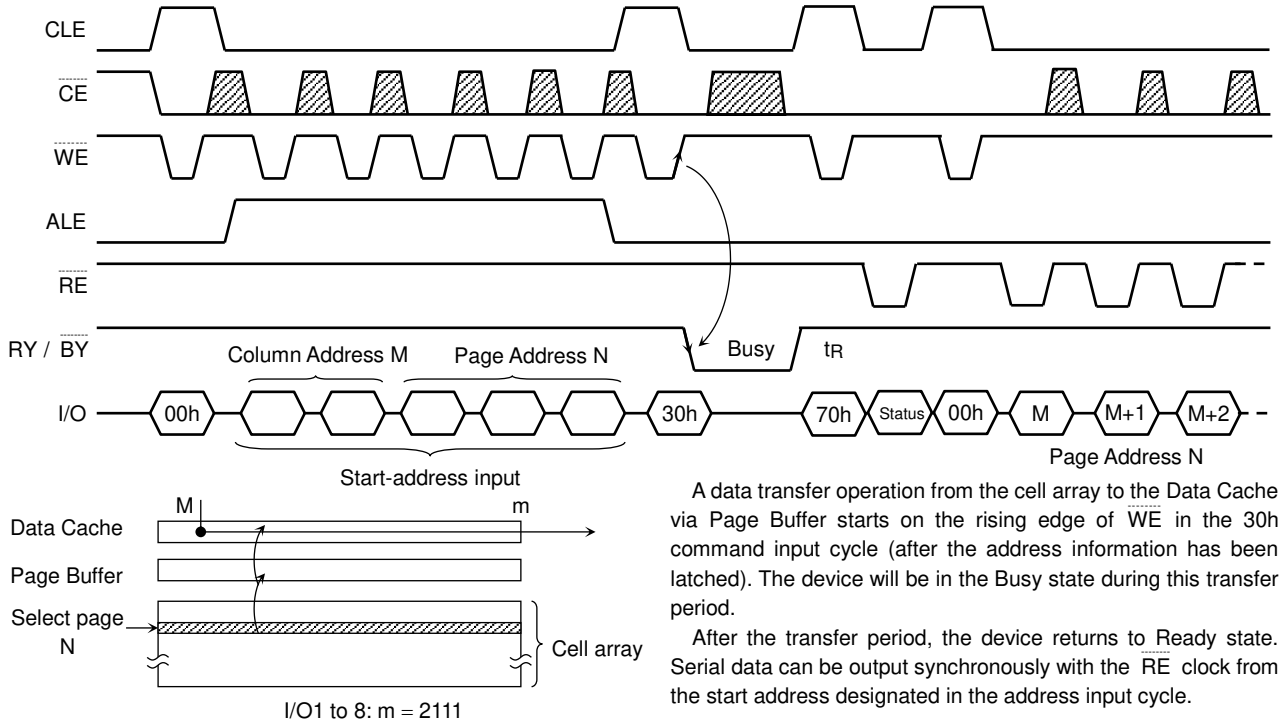 CLE
CE
WE
ALE
RE
RY / BY
Busy
tR
Column Address M
Page Address N
I/O
00h
30h
70h
Status
00h
M
M+1
M+2
Start-address input
Page Address N
M
m
Data Cache
Page Buffer
Select page
N
Cell array
I/O1 to 8: m = 2111
A data transfer operation from the cell array to the Data Cache
via Page Buffer starts on the rising edge of WE in the 30h
command input cycle (after the address information has been
latched). The device will be in the Busy state during this transfer
period.
After the transfer period, the device returns to Ready state.
Serial data can be output synchronously with the RE clock from
the start address designated in the address input cycle.